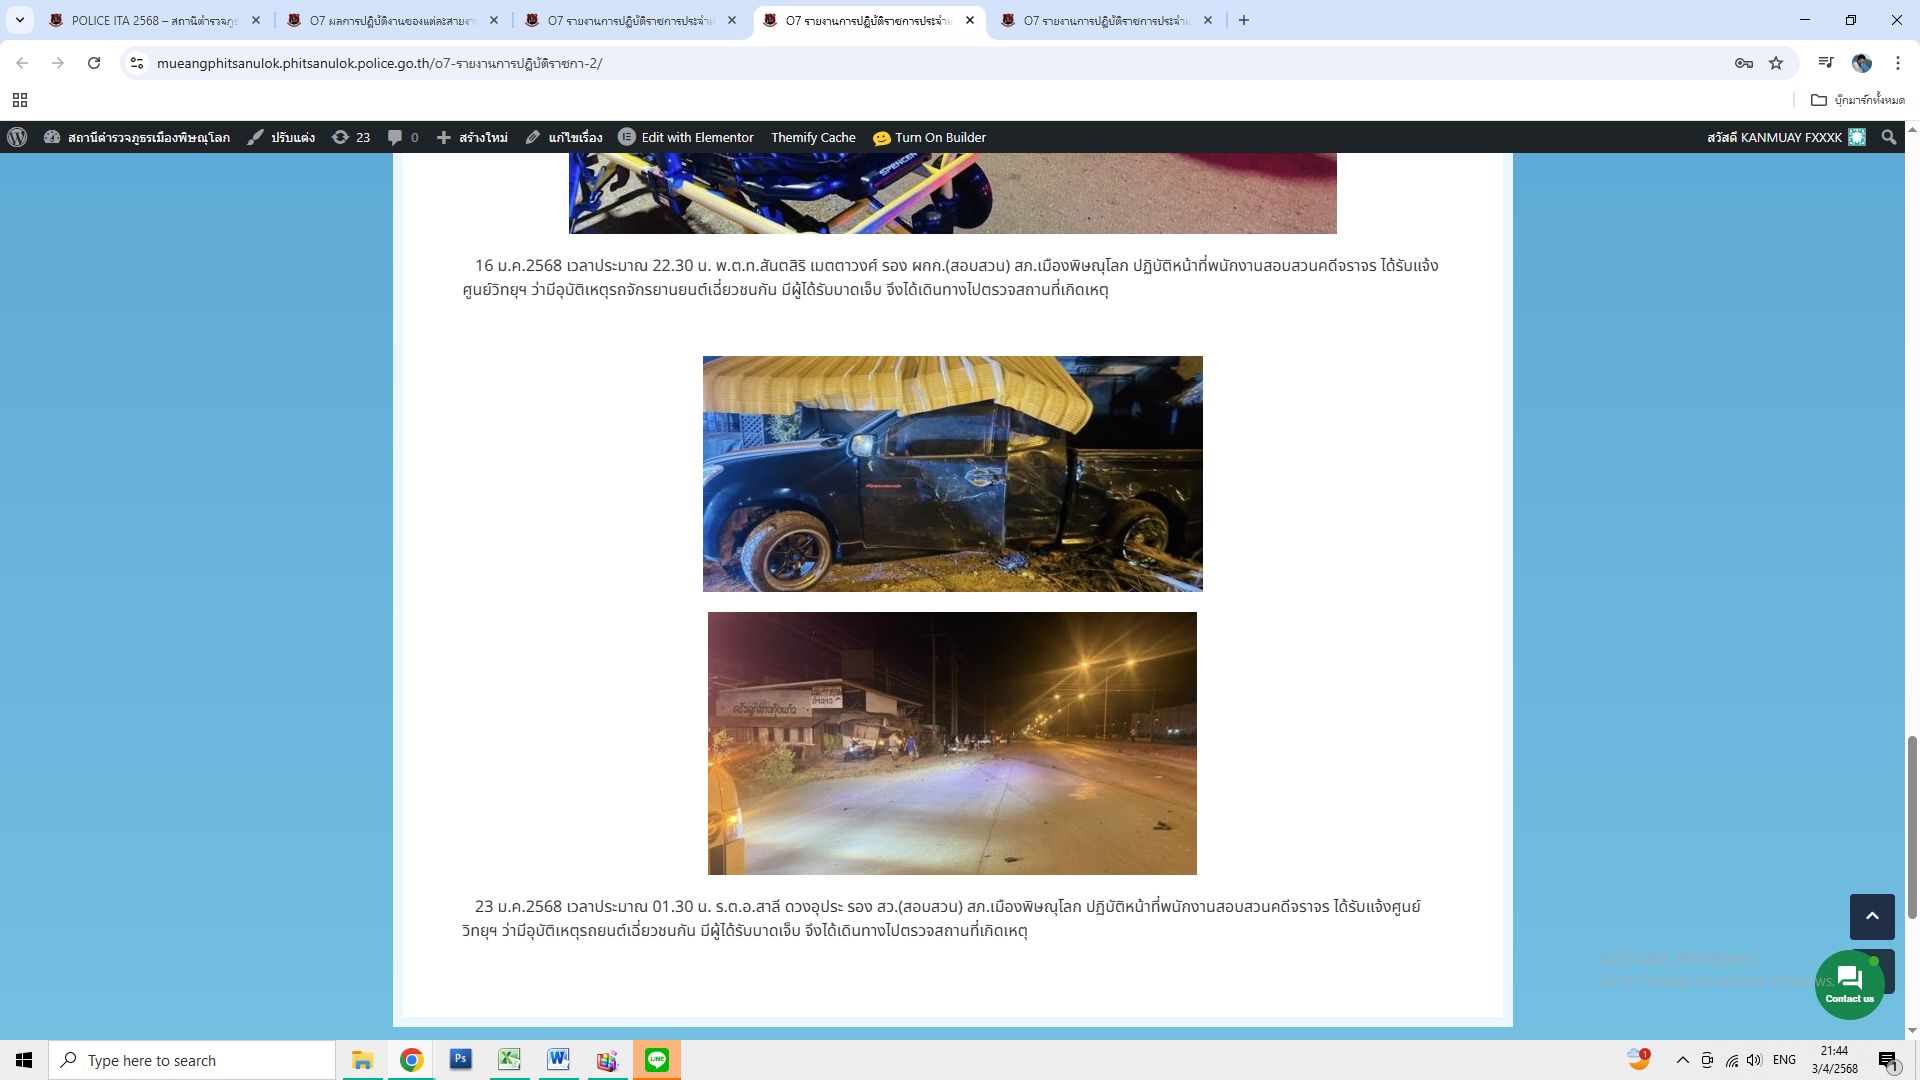 POLICE ITA 2568 – สถานีตำรวจภูธร
O7 ผลการปฏิบัติงานของแต่ละสายงาน
O7 รายงานการปฏิบัติราชการประจำเ
O7 รายงานการปฏิบัติราชการประจำเ
O7 รายงานการปฏิบัติราชการประจำเ
mueangphitsanulok.phitsanulok.police.go.th/o7-รายงานการปฏิบัติราชกา-2/
บุ๊กมาร์กทั้งหมด
สถานีตำรวจภูธรเมืองพิษณุโลก ปรับแต่ง 23 0 สร้างใหม่ แก้ไขเรื่อง Edit with Elementor Themify Cache Turn On Builder สวัสดี KANMUAY FXXXK
SPENCER
16 ม.ค.2568 เวลาประมาณ 22.30 น. พ.ต.ท.สันตสิริ เมตตาวงศ์ รอง ผกก.(สอบสวน) สภ.เมืองพิษณุโลก ปฏิบัติหน้าที่พนักงานสอบสวนคดีจราจร ได้รับแจ้ง
ศูนย์วิทยุฯ ว่ามีอุบัติเหตุรถจักรยานยนต์เฉี่ยวชนกัน มีผู้ได้รับบาดเจ็บ จึงได้เดินทางไปตรวจสถานที่เกิดเหตุ
23 ม.ค.2568 เวลาประมาณ 01.30 น. ร.ต.อ.สาลี ดวงอุประ รอง สว.(สอบสวน) สภ.เมืองพิษณุโลก ปฏิบัติหน้าที่พนักงานสอบสวนคดีจราจร ได้รับแจ้งศูนย์
วิทยุฯ ว่ามีอุบัติเหตุรถยนต์เฉี่ยวชนกัน มีผู้ได้รับบาดเจ็บ จึงได้เดินทางไปตรวจสถานที่เกิดเหตุ
Activate Windows
Contact us
Type here to search
Ps
LINE
1
ENG
21:44
3/4/2568
1